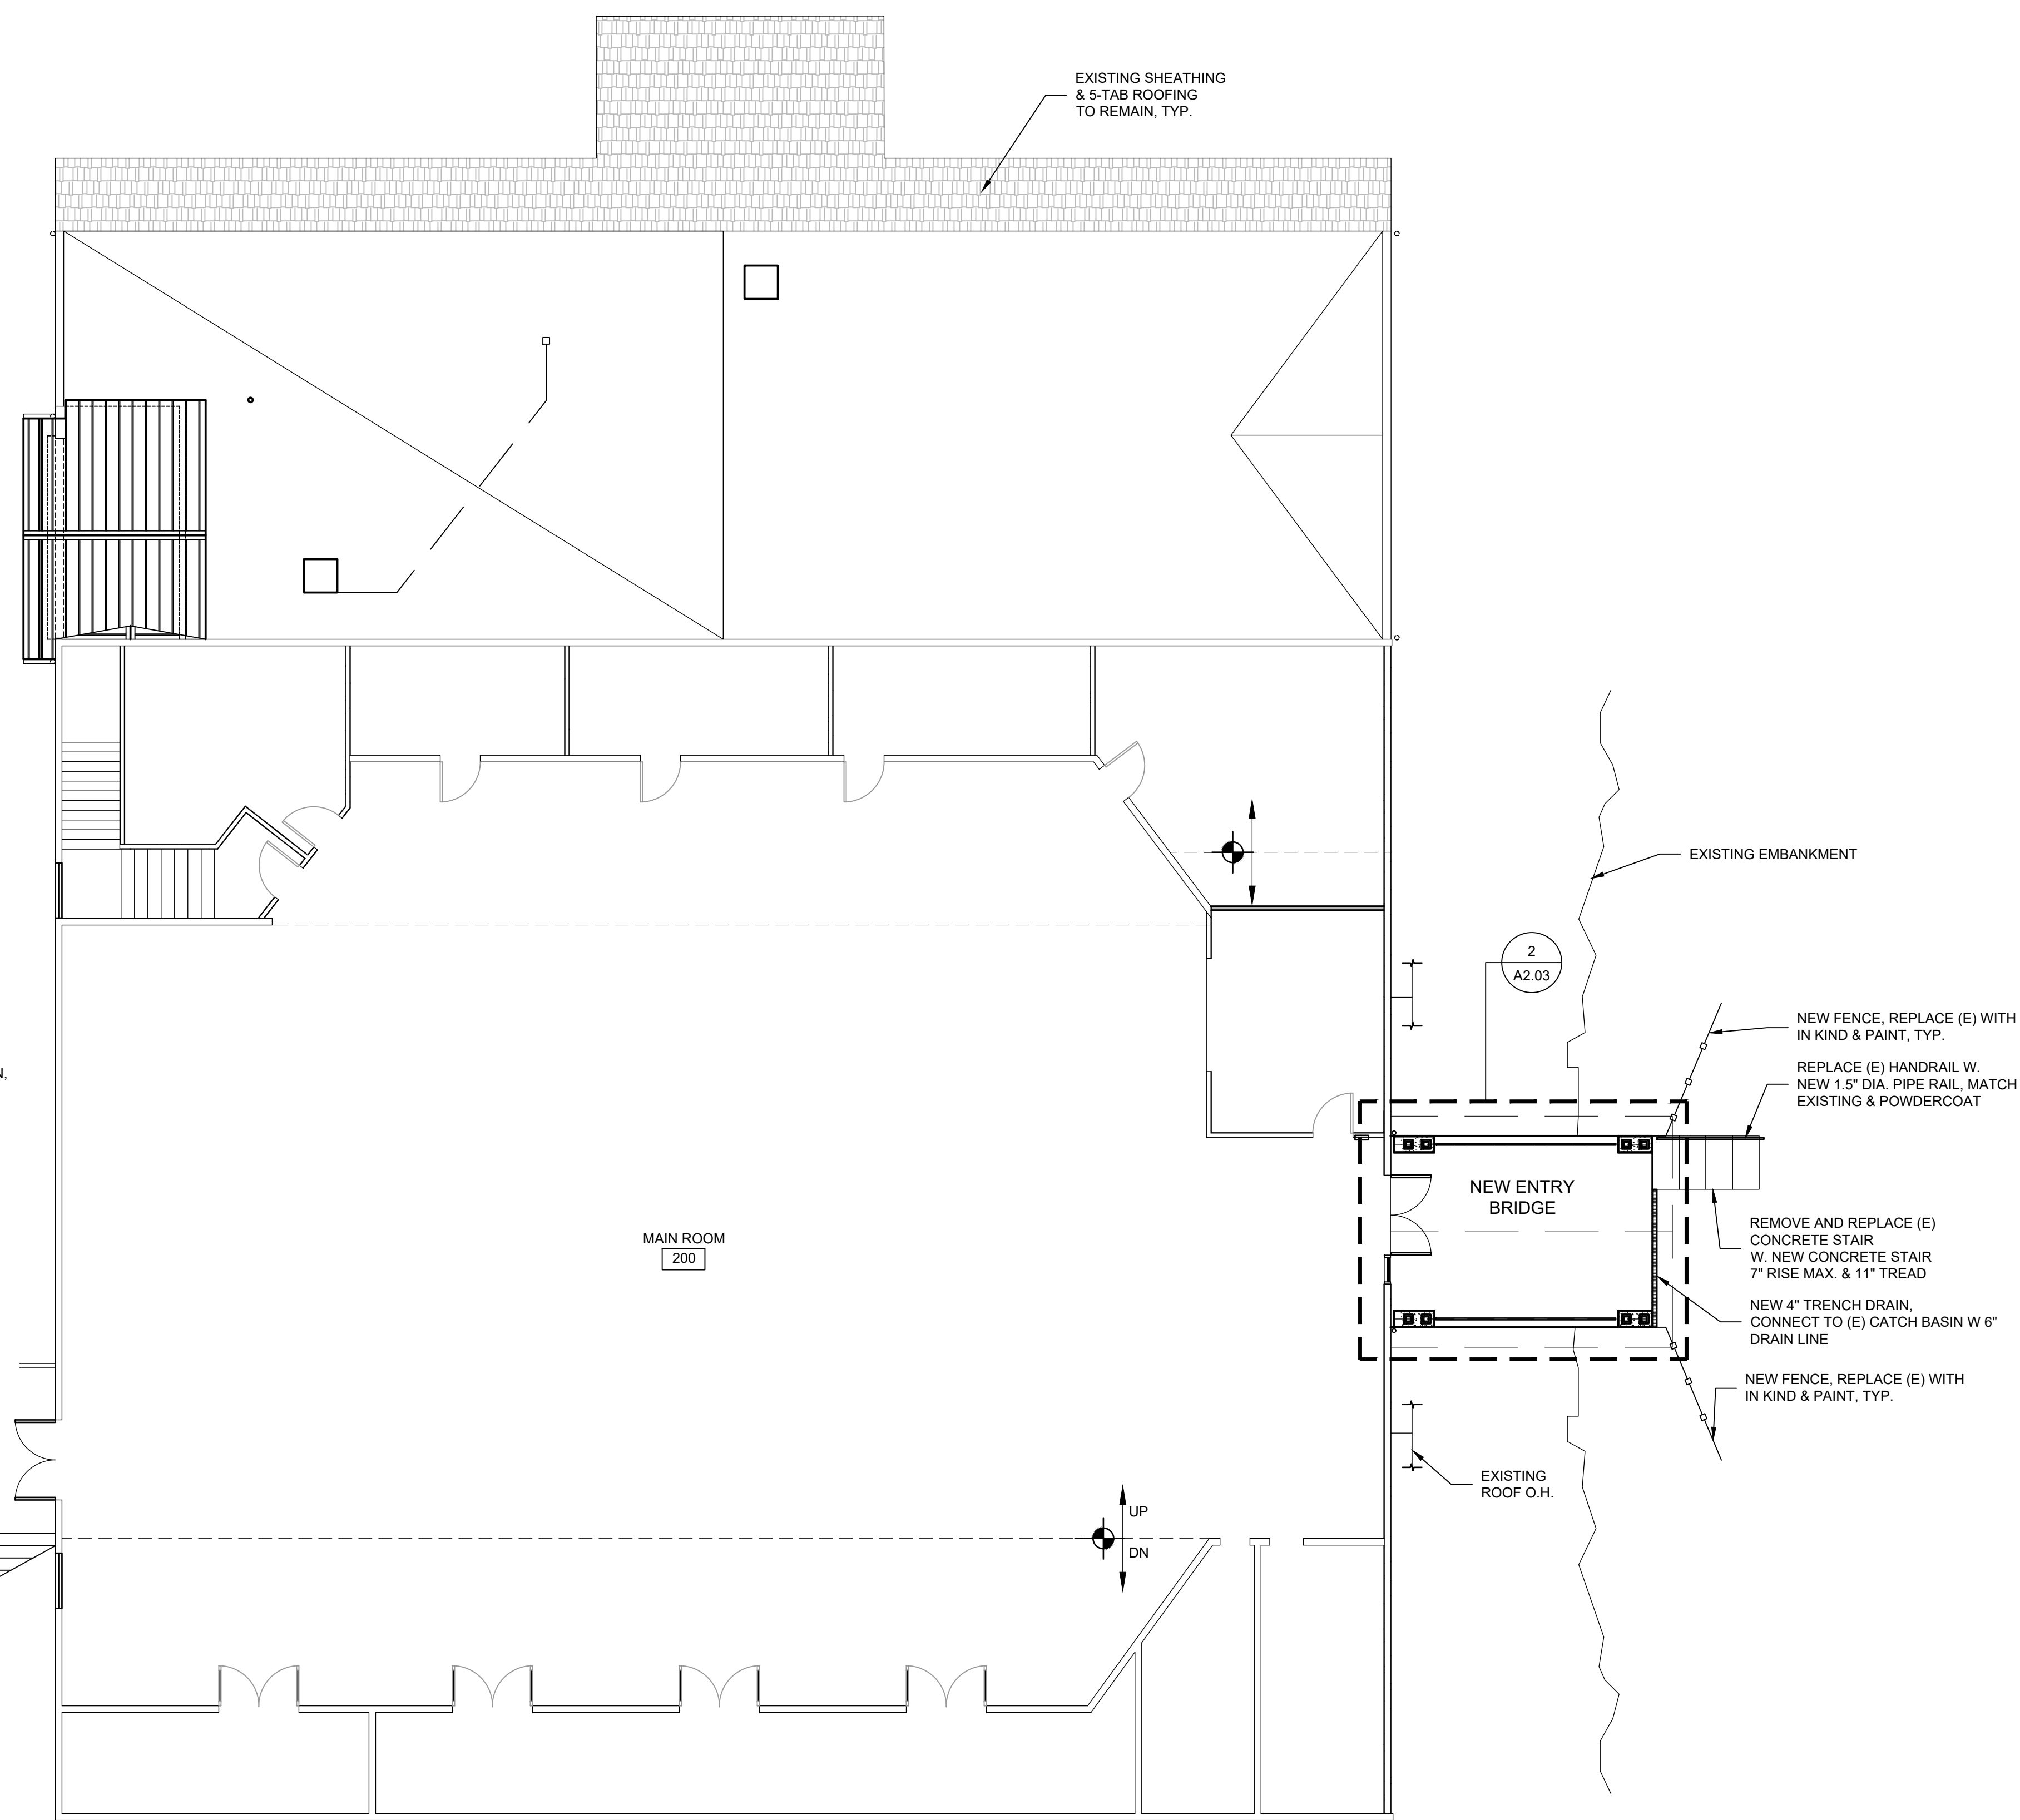 EXISTING SHEATHING
& 5-TAB ROOFING
TO REMAIN, TYP.
EXISTING EMBANKMENT
2
A2.03
NEW FENCE, REPLACE (E) WITH
IN KIND & PAINT, TYP.
REPLACE (E) HANDRAIL W.
NEW 1.5" DIA. PIPE RAIL, MATCH
EXISTING & POWDERCOAT
NEW ENTRY
BRIDGE
MAIN ROOM
200
REMOVE AND REPLACE (E)
CONCRETE STAIR
W. NEW CONCRETE STAIR
7" RISE MAX. & 11" TREAD
NEW 4" TRENCH DRAIN,
CONNECT TO (E) CATCH BASIN W 6"
DRAIN LINE
NEW FENCE, REPLACE (E) WITH
IN KIND & PAINT, TYP.
EXISTING
ROOF O.H.
UP
DN